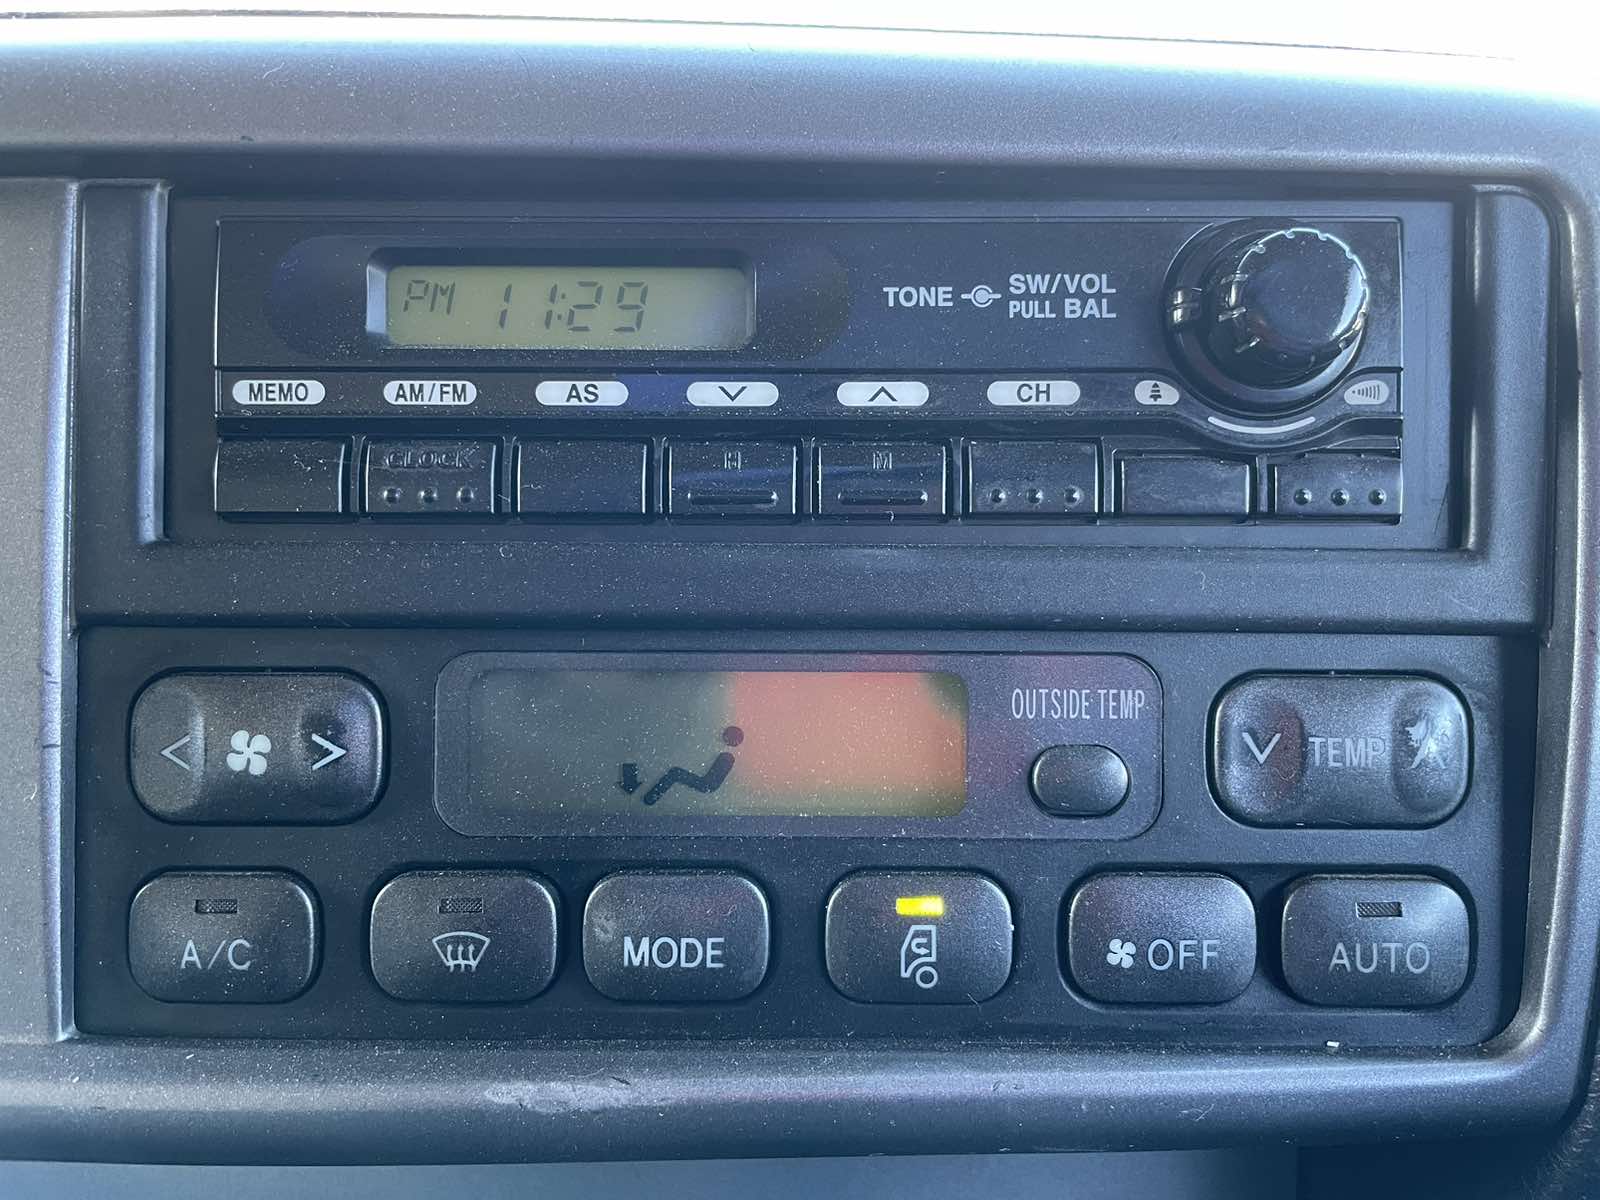 PM 11:29
TONE SW/VOL
PULL BAL
MEMO AM/FM AS CH
CLOCK H M
OUTSIDE TEMP
TEMP
A/C MODE OFF AUTO